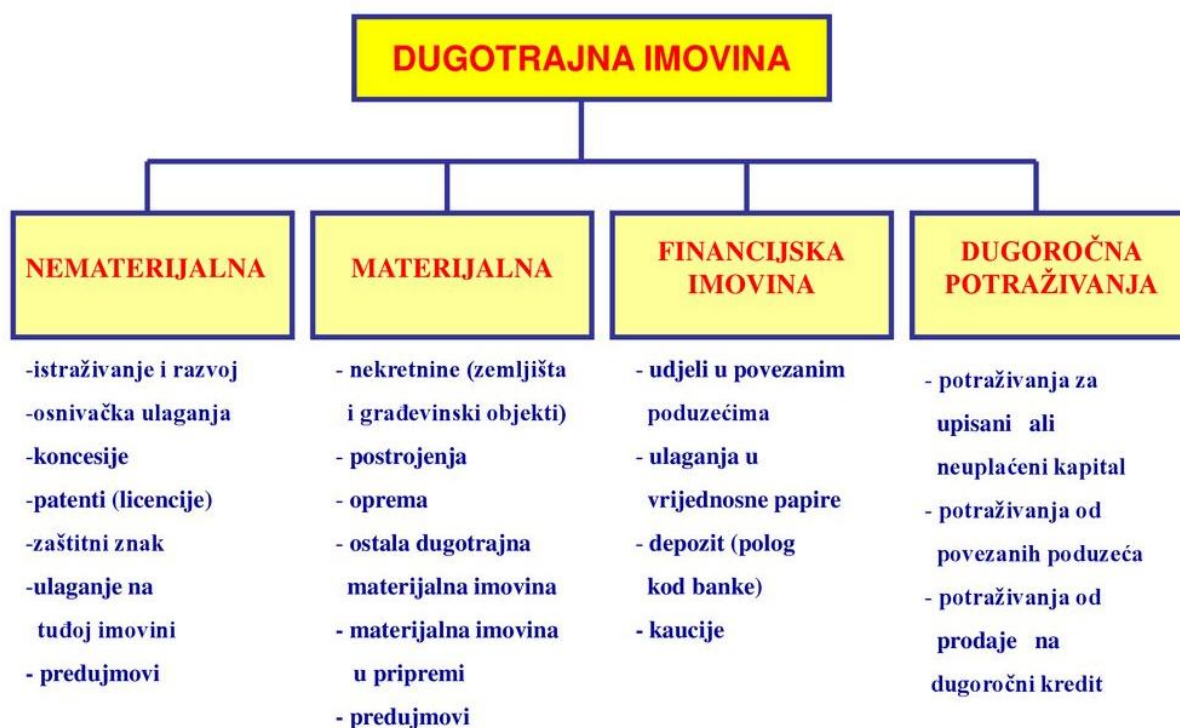 DUGOTRAJNA IMOVINA
NEMATERIJALNA
-istraživanje i razvoj
-osnivačka ulaganja
-koncesije
-patenti (licencije)
-zaštitni znak
-ulaganje na
tuđoj imovini
- predujmovi
MATERIJALNA
- nekretnine (zemljišta
i građevinski objekti)
- postrojenja
- oprema
- ostala dugotrajna
materijalna imovina
- materijalna imovina
u pripremi
- predujmovi
FINANCIJSKA
IMOVINA
- udjeli u povezanim
poduzećima
- ulaganja u
vrijednosne papire
- depozit (polog
kod banke)
- kaucije
DUGOROČNA
POTRAŽIVANJA
- potraživanja za
upisani ali
neuplaćeni kapital
- potraživanja od
povezanih poduzeća
- potraživanja od
prodaje na
dugoročni kredit